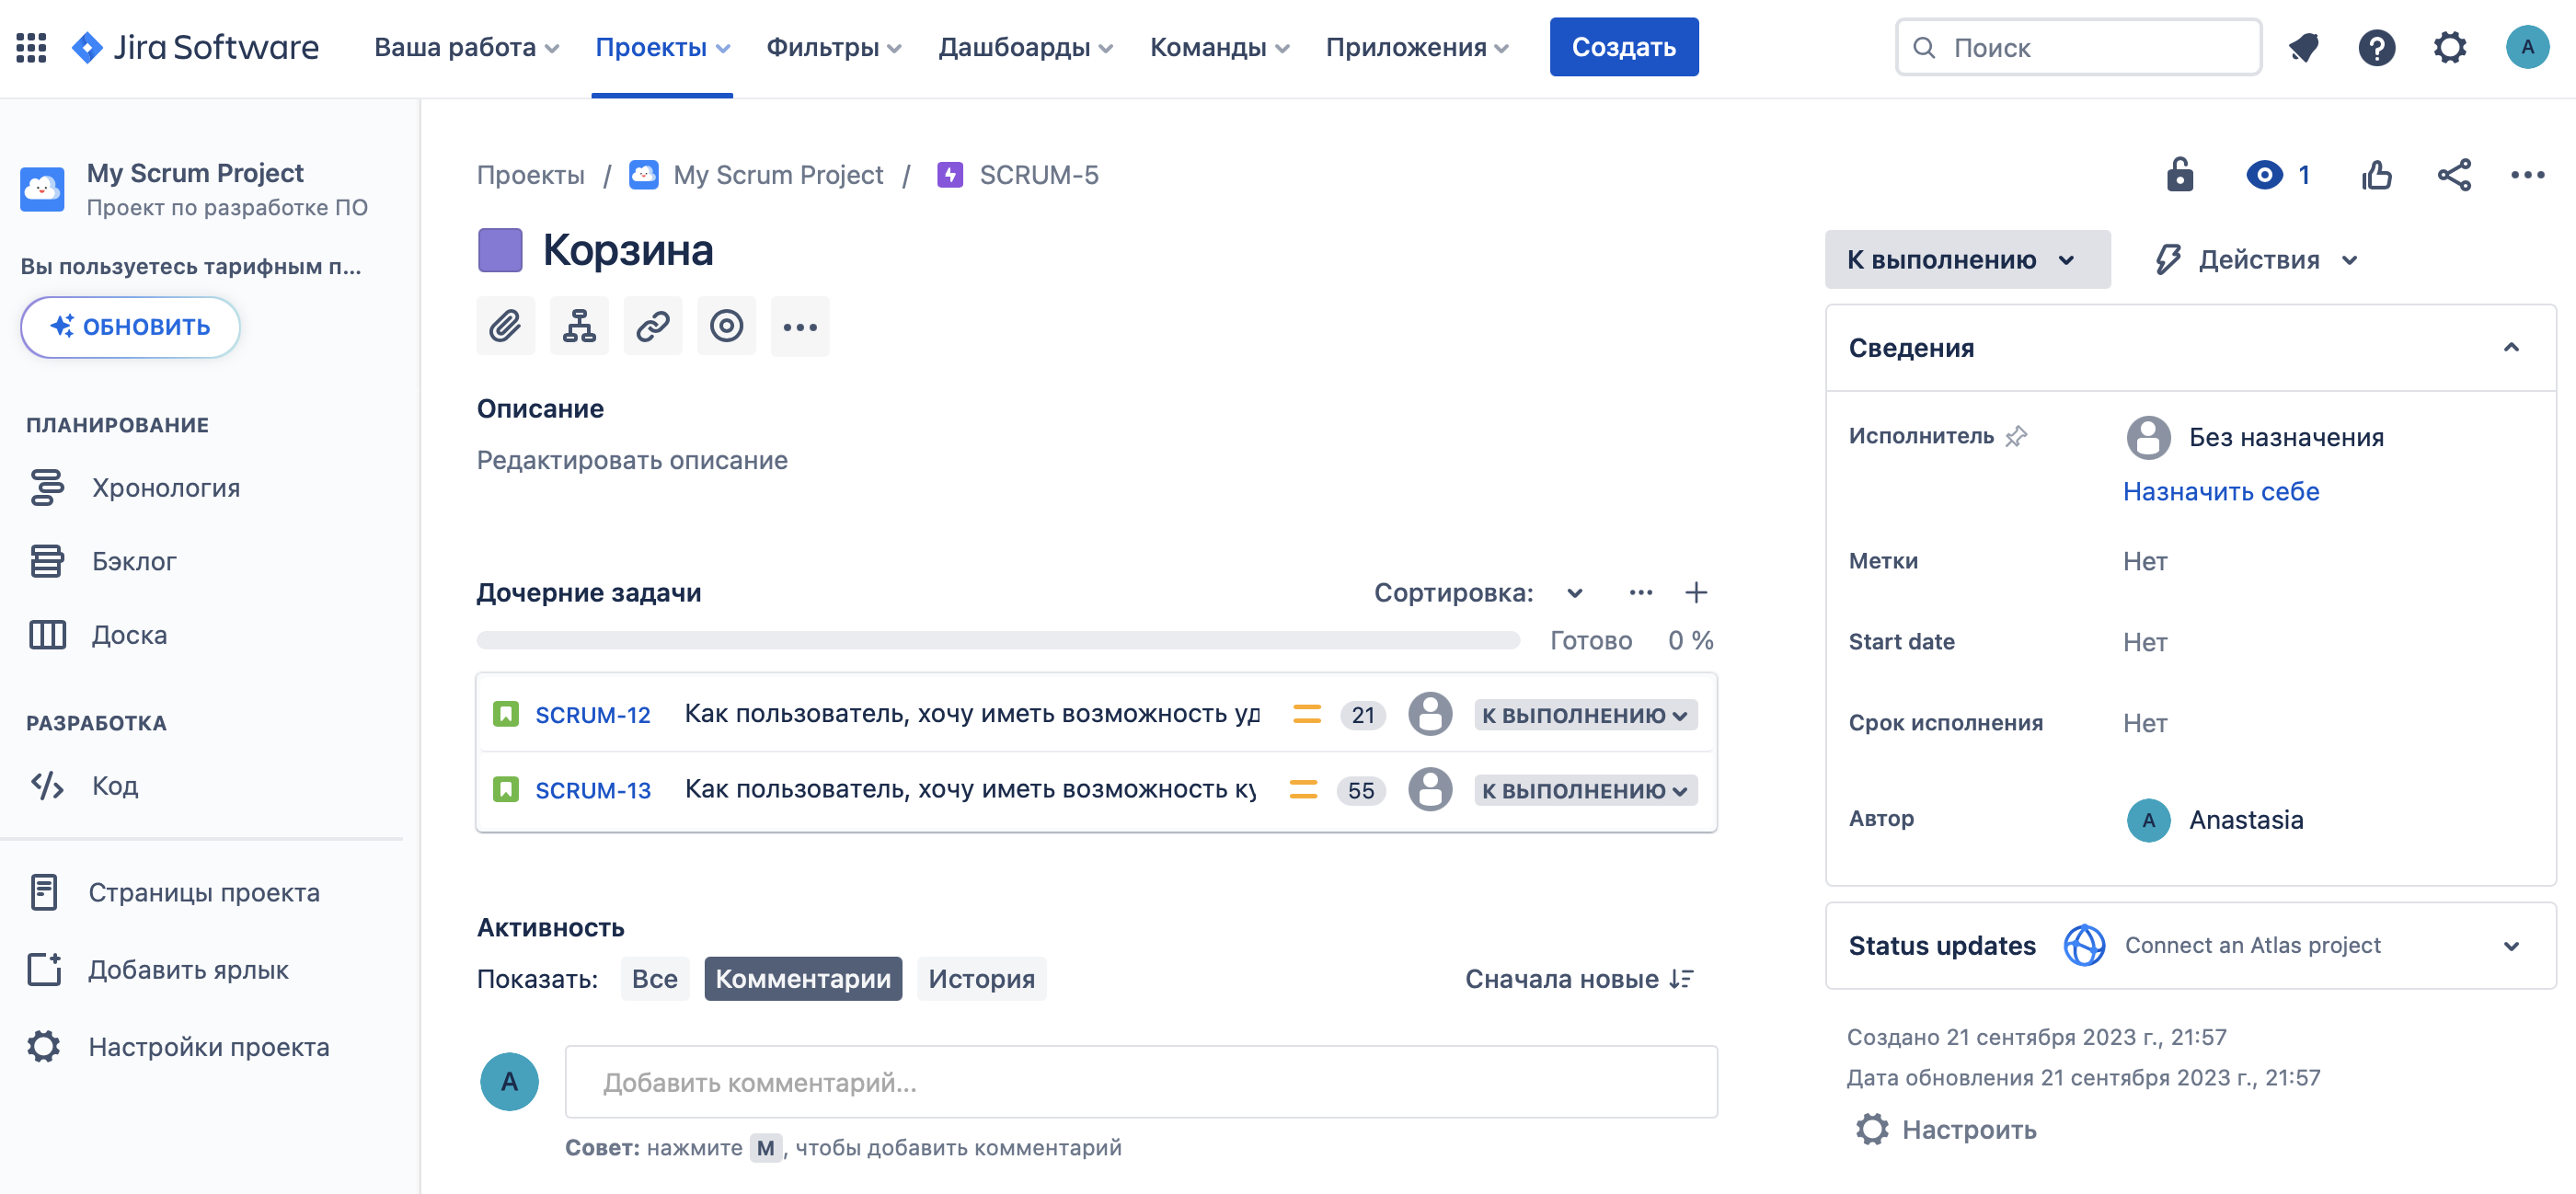 Jira Software Ваша работа Проекты Фильтры Дашбоарды Команды Приложения Создать Поиск A
My Scrum Project
Проект по разработке ПО
Вы пользуетесь тарифным п...
ОБНОВИТЬ
ПЛАНИРОВАНИЕ
Хронология
Бэклог
Доска
РАЗРАБОТКА
Код
Страницы проекта
Добавить ярлык
Настройки проекта
Проекты / My Scrum Project / SCRUM-5
1
Корзина
Описание
Редактировать описание
Дочерние задачи Сортировка:
Готово 0 %
SCRUM-12 Как пользователь, хочу иметь возможность уд 21 К ВЫПОЛНЕНИЮ
SCRUM-13 Как пользователь, хочу иметь возможность ку 55 К ВЫПОЛНЕНИЮ
Активность
Показать: Все Комментарии История Сначала новые
A Добавить комментарий...
Совет: нажмите M, чтобы добавить комментарий
К выполнению Действия
Сведения
Исполнитель Без назначения
Назначить себе
Метки Нет
Start date Нет
Срок исполнения Нет
Автор A Anastasia
Status updates Connect an Atlas project
Создано 21 сентября 2023 г., 21:57
Дата обновления 21 сентября 2023 г., 21:57
Настроить